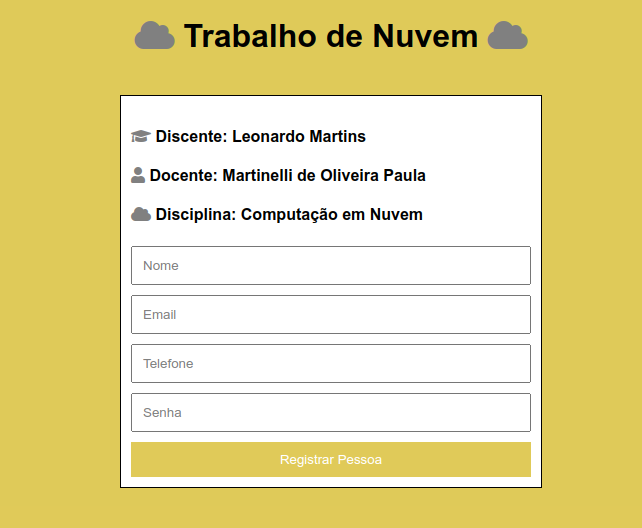 Trabalho de Nuvem
Discente: Leonardo Martins
Docente: Martinelli de Oliveira Paula
Disciplina: Computação em Nuvem
Nome
Email
Telefone
Senha
Registrar Pessoa